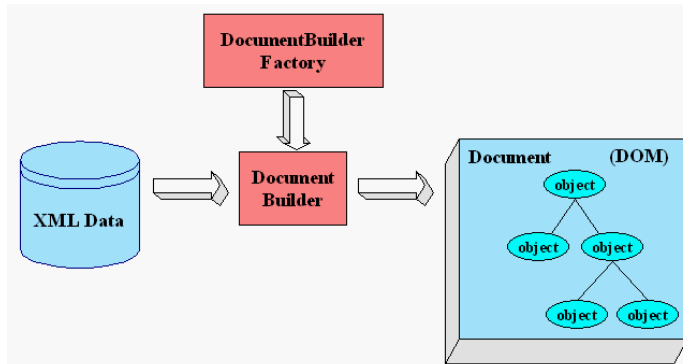 DocumentBuilder
Factory
XML Data
Document
Builder
Document (DOM)
object
object object
object object